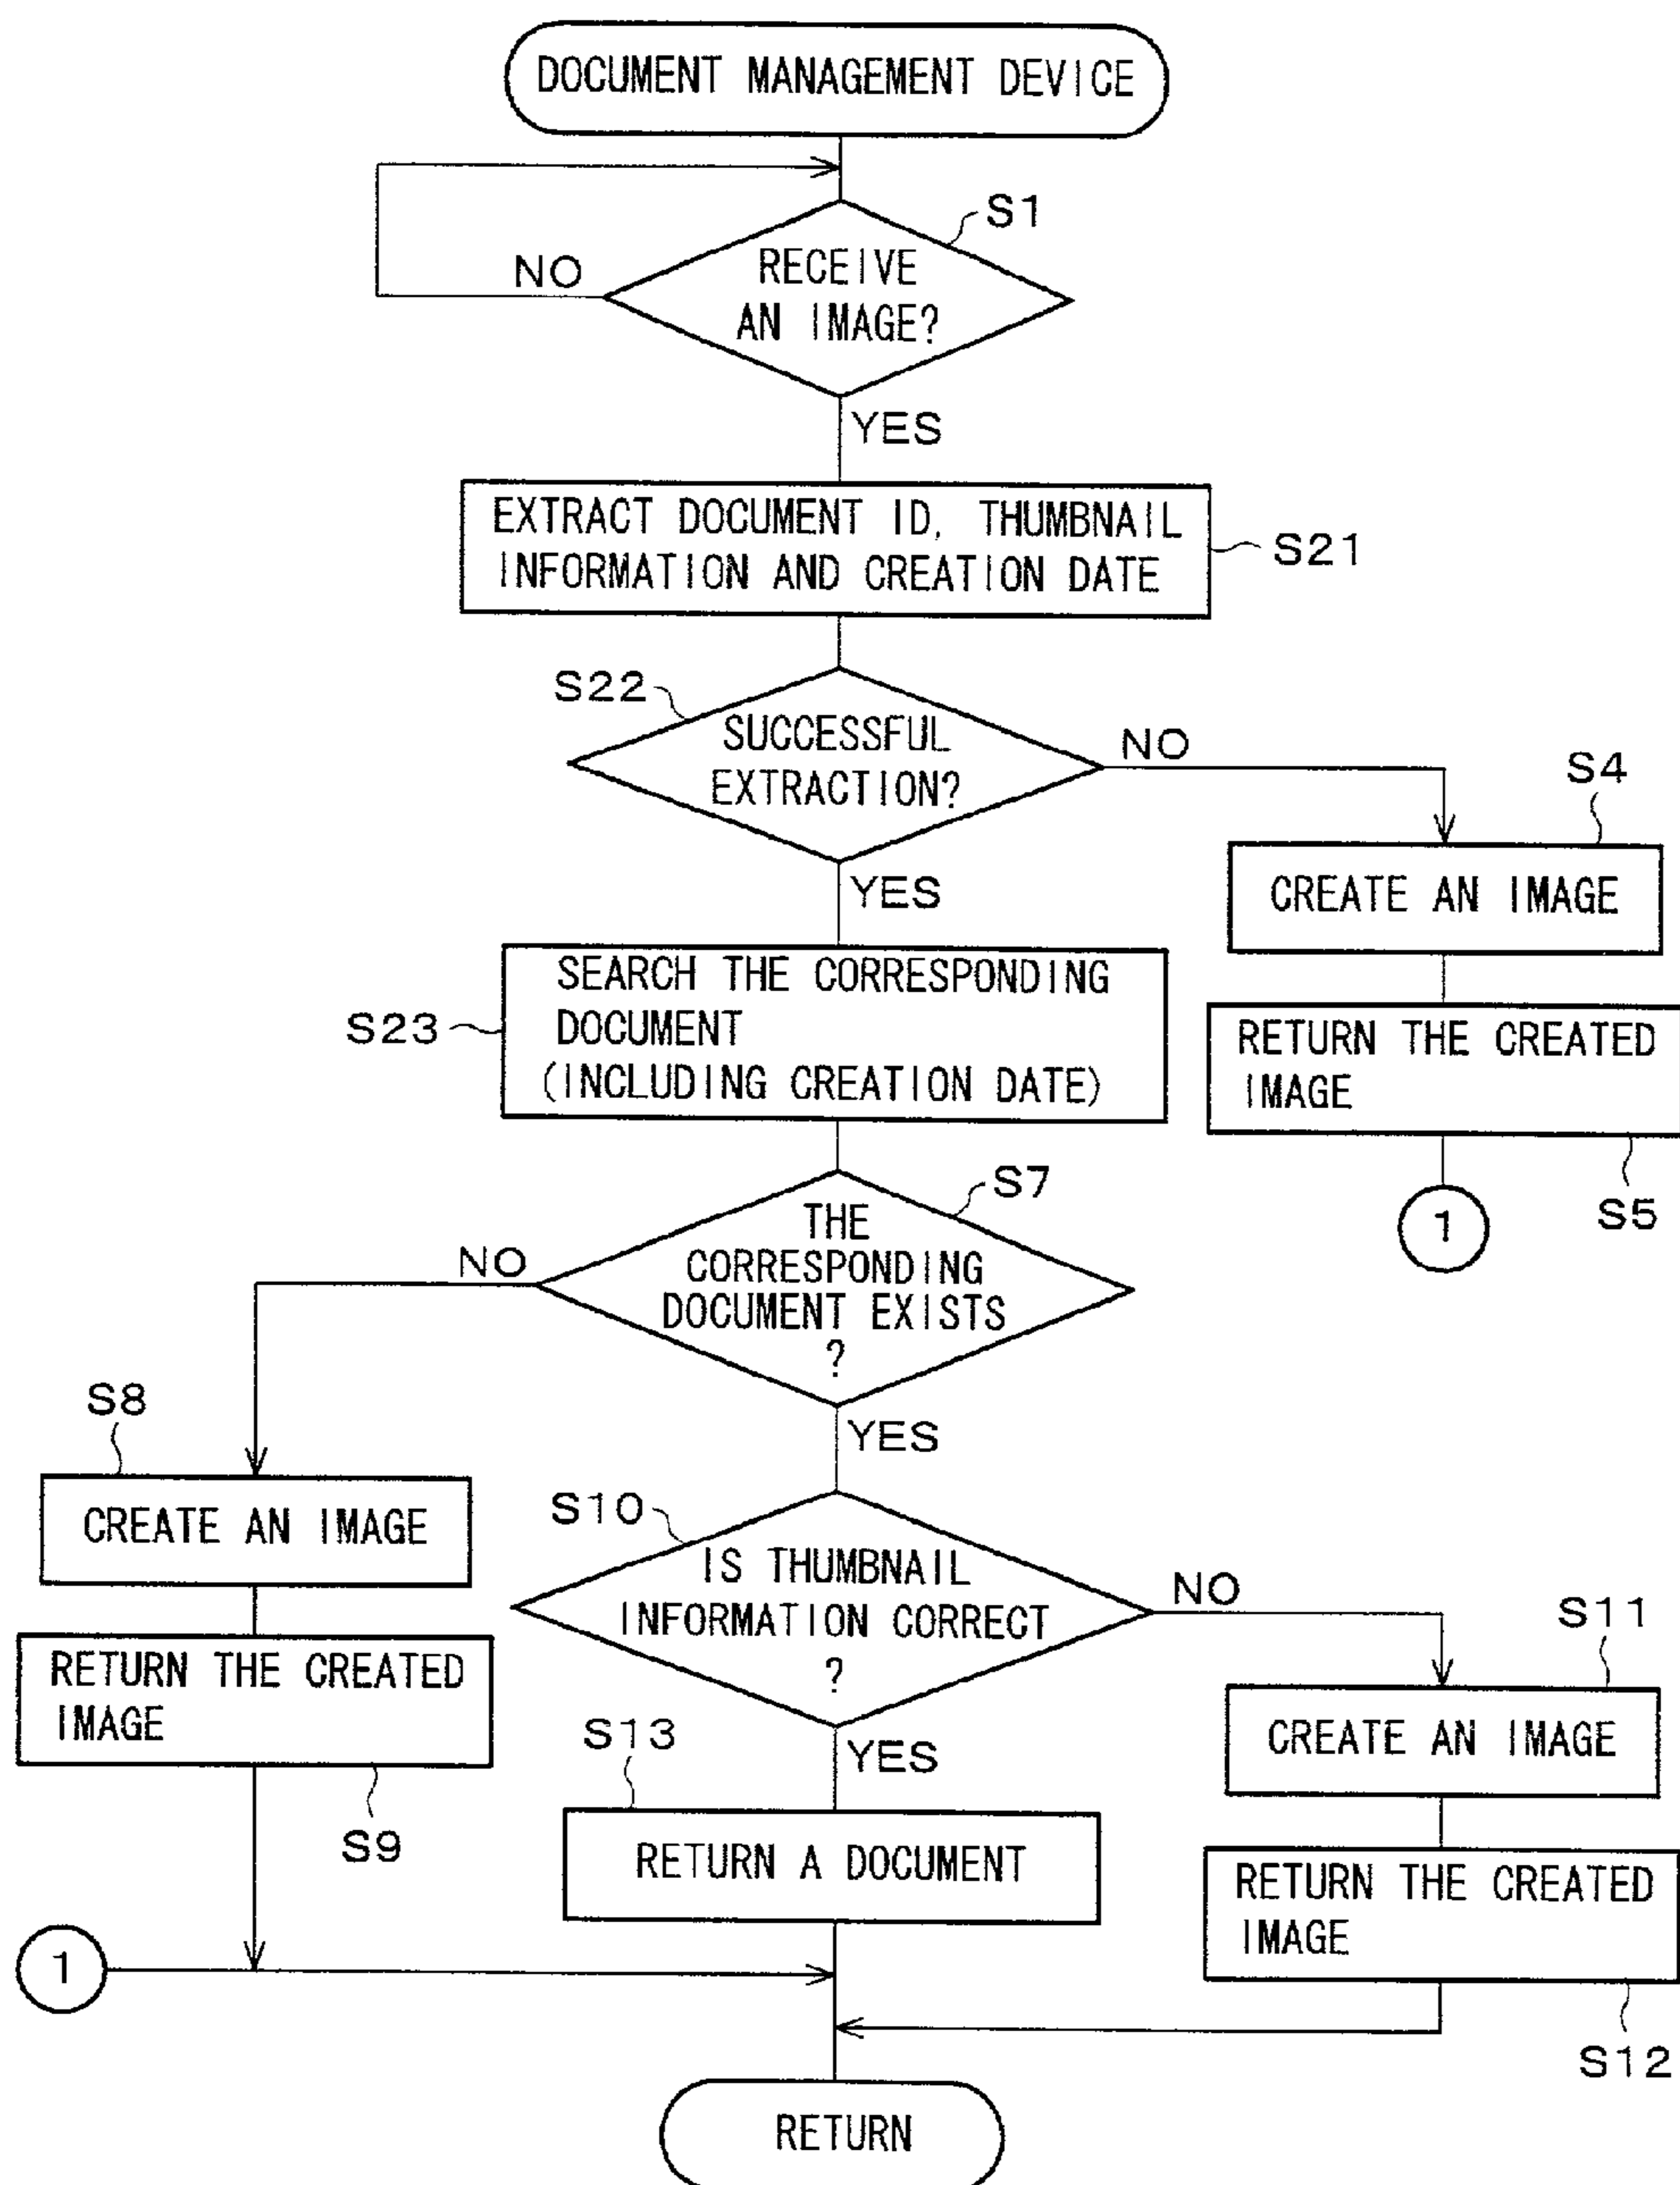 DOCUMENT MANAGEMENT DEVICE
S1
RECEIVE
AN IMAGE?
NO
YES
EXTRACT DOCUMENT ID, THUMBNAIL
INFORMATION AND CREATION DATE
S21
S22
SUCCESSFUL
EXTRACTION?
NO
YES
S4
CREATE AN IMAGE
RETURN THE CREATED
IMAGE
S5
1
S23
SEARCH THE CORRESPONDING
DOCUMENT
(INCLUDING CREATION DATE)
S7
THE
CORRESPONDING
DOCUMENT EXISTS
?
NO
YES
S8
CREATE AN IMAGE
RETURN THE CREATED
IMAGE
S9
S10
IS THUMBNAIL
INFORMATION CORRECT
?
NO
YES
S11
CREATE AN IMAGE
RETURN THE CREATED
IMAGE
S12
S13
RETURN A DOCUMENT
1
RETURN